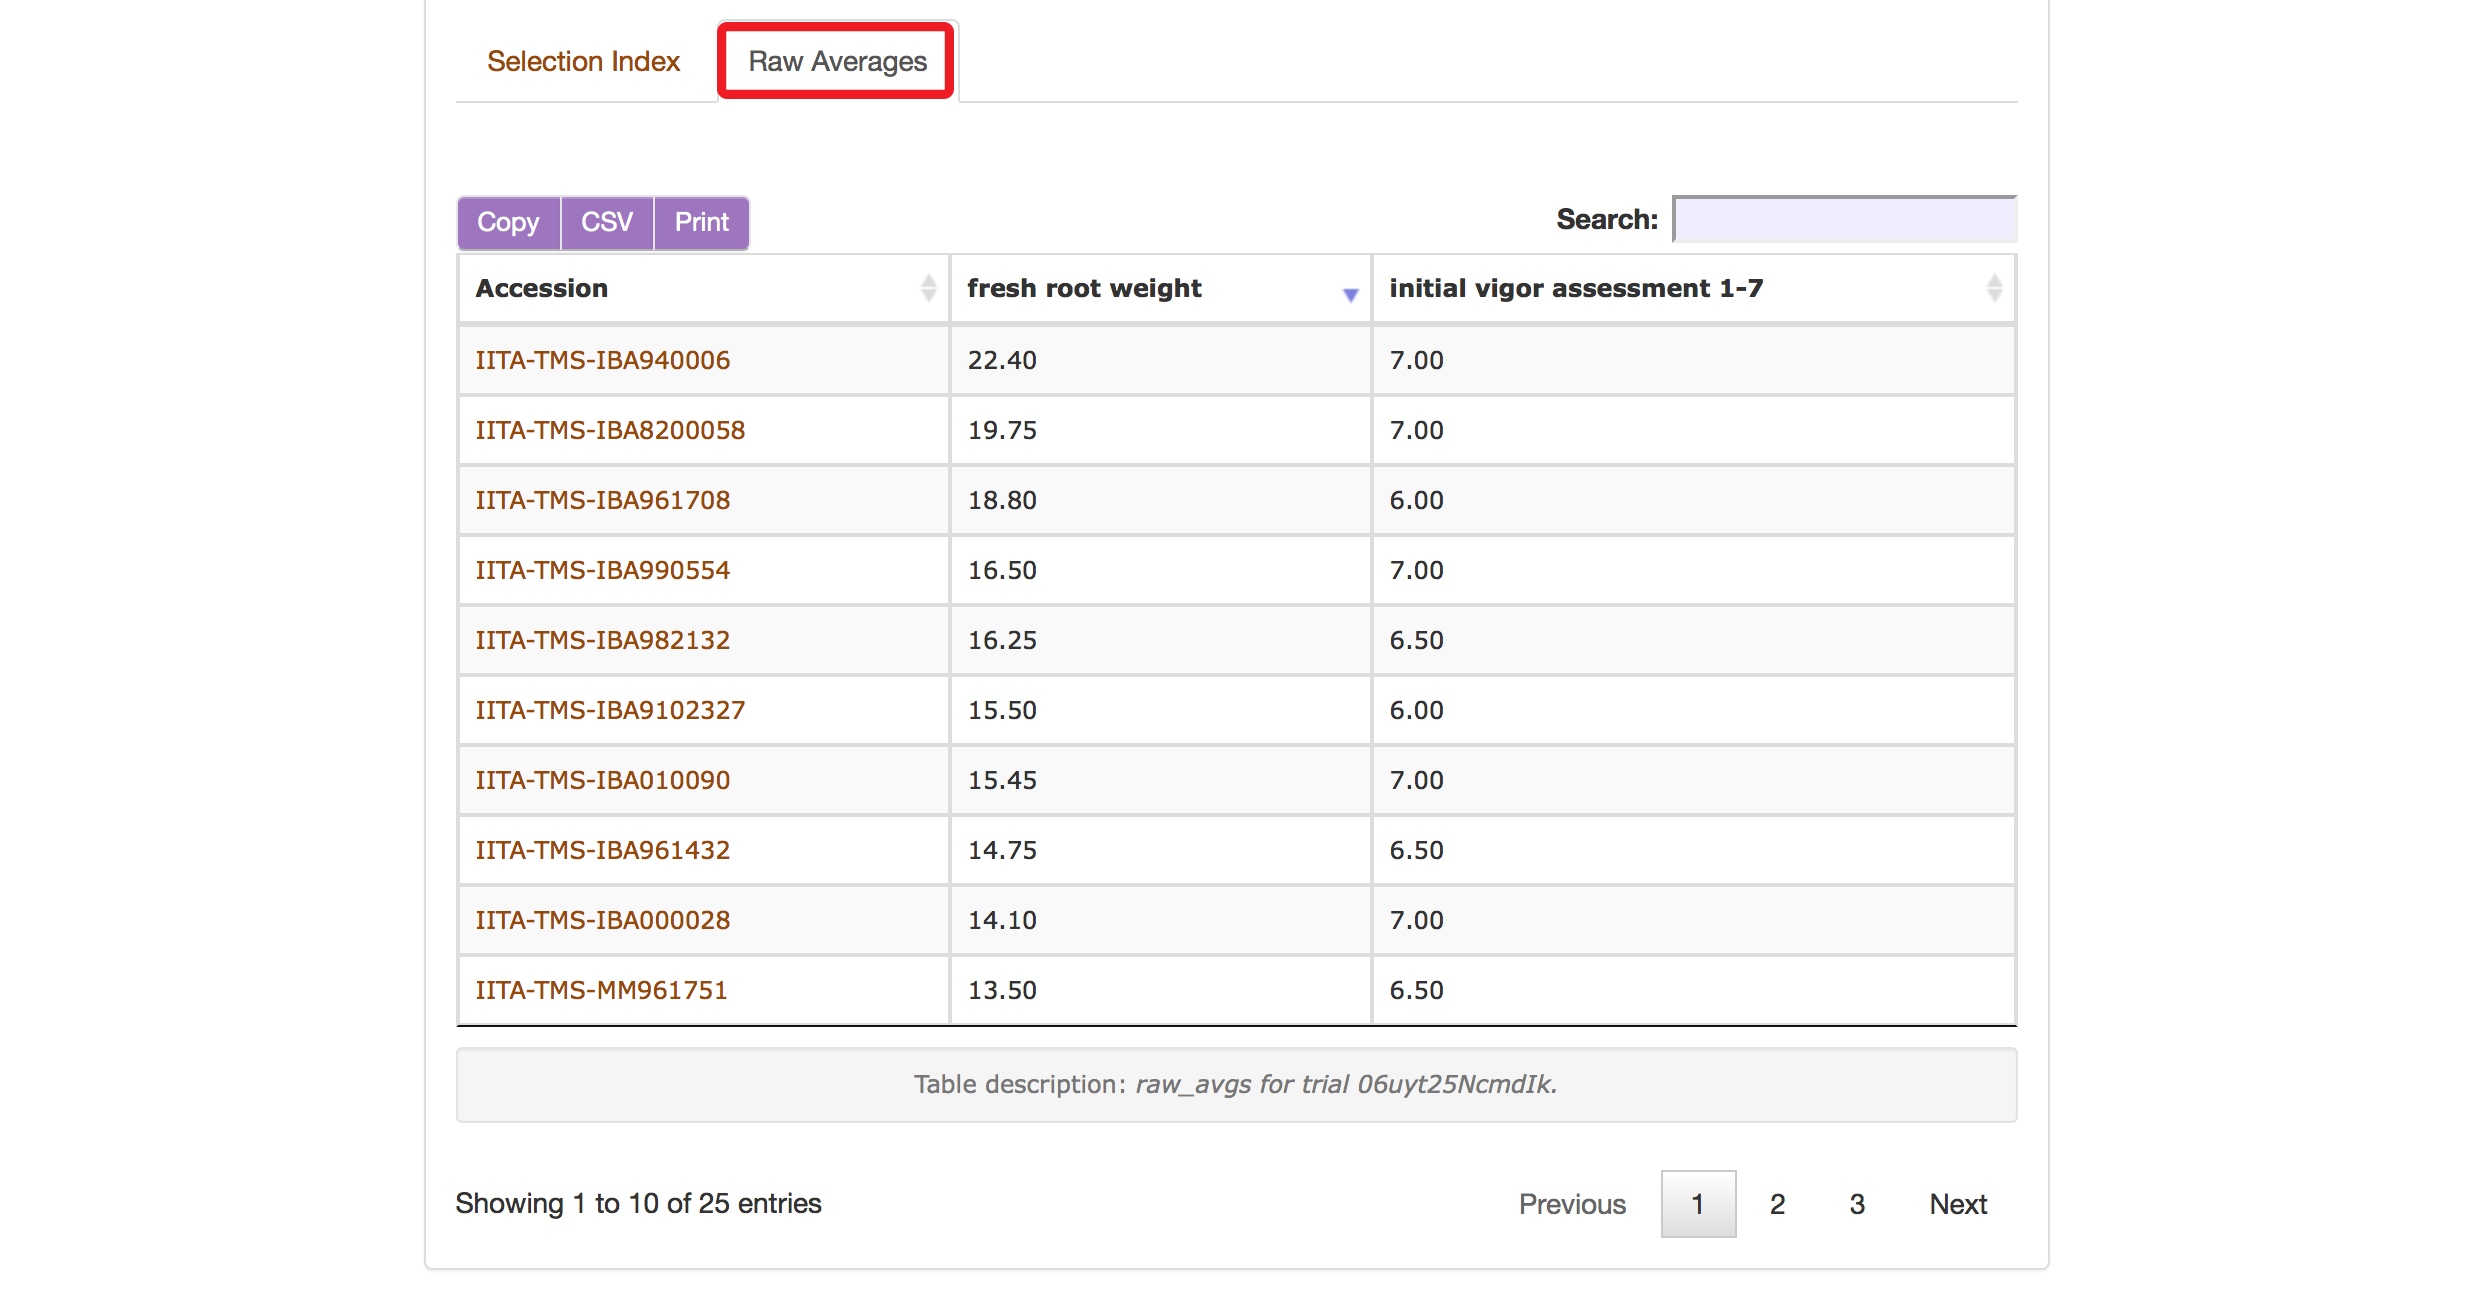 Selection Index Raw Averages
Copy CSV Print Search:
Accession fresh root weight initial vigor assessment 1-7
IITA-TMS-IBA940006 22.40 7.00
IITA-TMS-IBA8200058 19.75 7.00
IITA-TMS-IBA961708 18.80 6.00
IITA-TMS-IBA990554 16.50 7.00
IITA-TMS-IBA982132 16.25 6.50
IITA-TMS-IBA9102327 15.50 6.00
IITA-TMS-IBA010090 15.45 7.00
IITA-TMS-IBA961432 14.75 6.50
IITA-TMS-IBA000028 14.10 7.00
IITA-TMS-MM961751 13.50 6.50
Table description: raw_avgs for trial 06uyt25NcmdIk.
Showing 1 to 10 of 25 entries Previous 1 2 3 Next